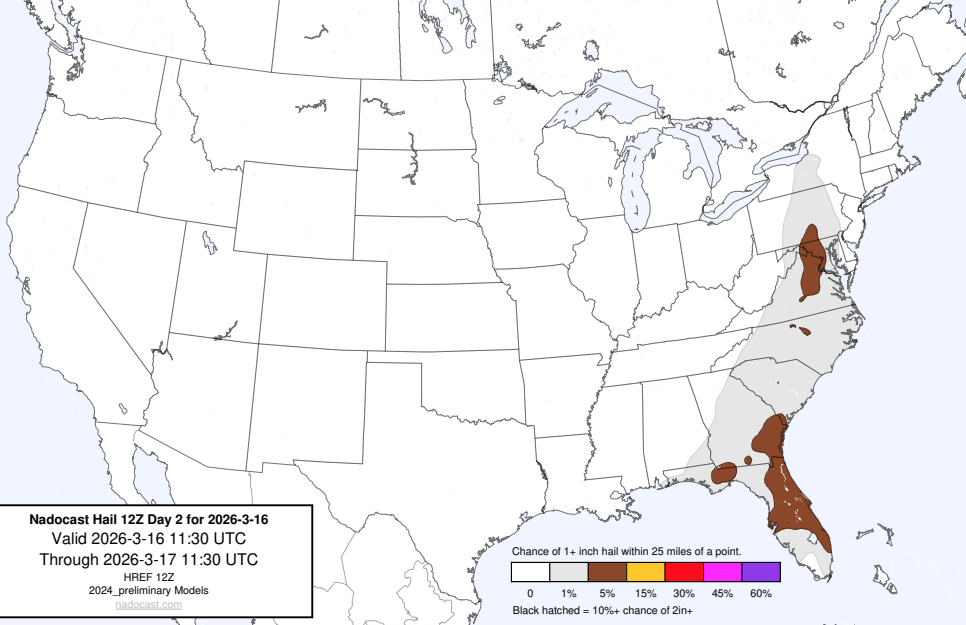 Nadocast Hail 12Z Day 2 for 2026-3-16
Valid 2026-3-16 11:30 UTC
Through 2026-3-17 11:30 UTC
HREF 12Z
2024_preliminary Models
nadocast.com
Chance of 1+ inch hail within 25 miles of a point.
0 1% 5% 15% 30% 45% 60%
Black hatched = 10%+ chance of 2in+